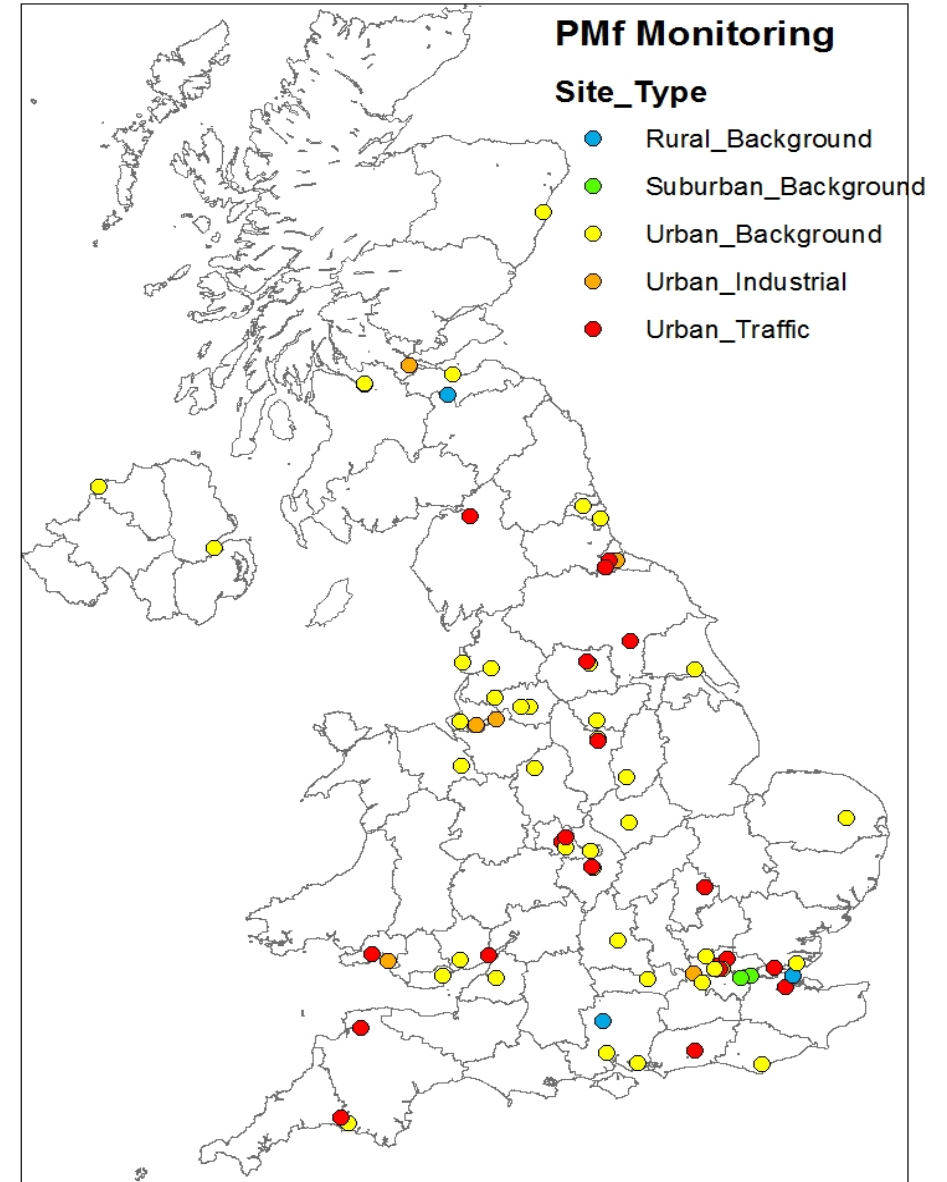 PMf Monitoring
Site_Type
Rural_Background
Suburban_Background
Urban_Background
Urban_Industrial
Urban_Traffic